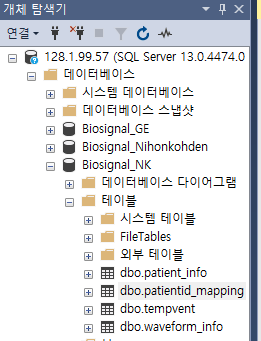 개체 탐색기
연결
128.1.99.57 (SQL Server 13.0.4474.0
데이터베이스
시스템 데이터베이스
데이터베이스 스냅샷
Biosignal_GE
Biosignal_Nihonkohden
Biosignal_NK
데이터베이스 다이어그램
테이블
시스템 테이블
FileTables
외부 테이블
dbo.patient_info
dbo.patientid_mapping
dbo.tempvent
dbo.waveform_info